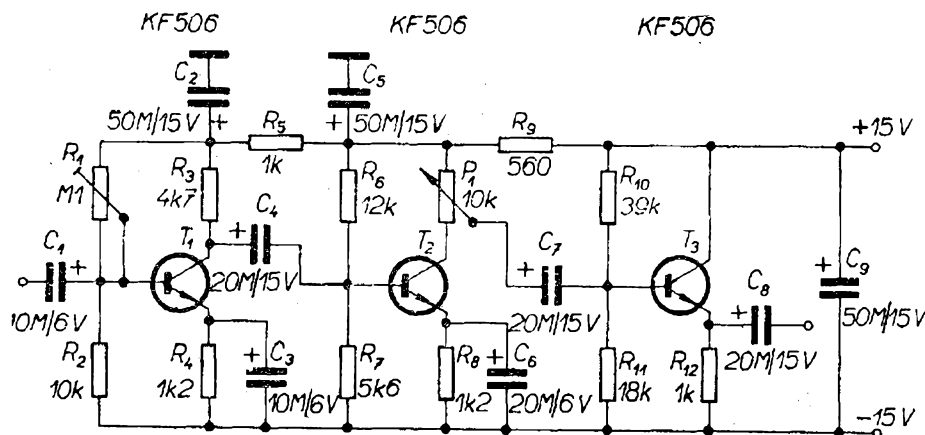 KF506 KF506 KF506
C2
C5
50M/15V + + 50M/15V
R5
1k
R9
560
+15V
R1
M1
R3
4k7
C4
+
R6
12k
P1
10k
R10
39k
C1
+
10M/6V
T1
20M/15V
T2
C7
+
20M/15V
T3
C8
+
20M/15V
C9
+
50M/15V
R2
10k
R4
1k2
C3
+
10M/6V
R7
5k6
R8
1k2
C6
+
20M/6V
R11
18k
R12
1k
-15V